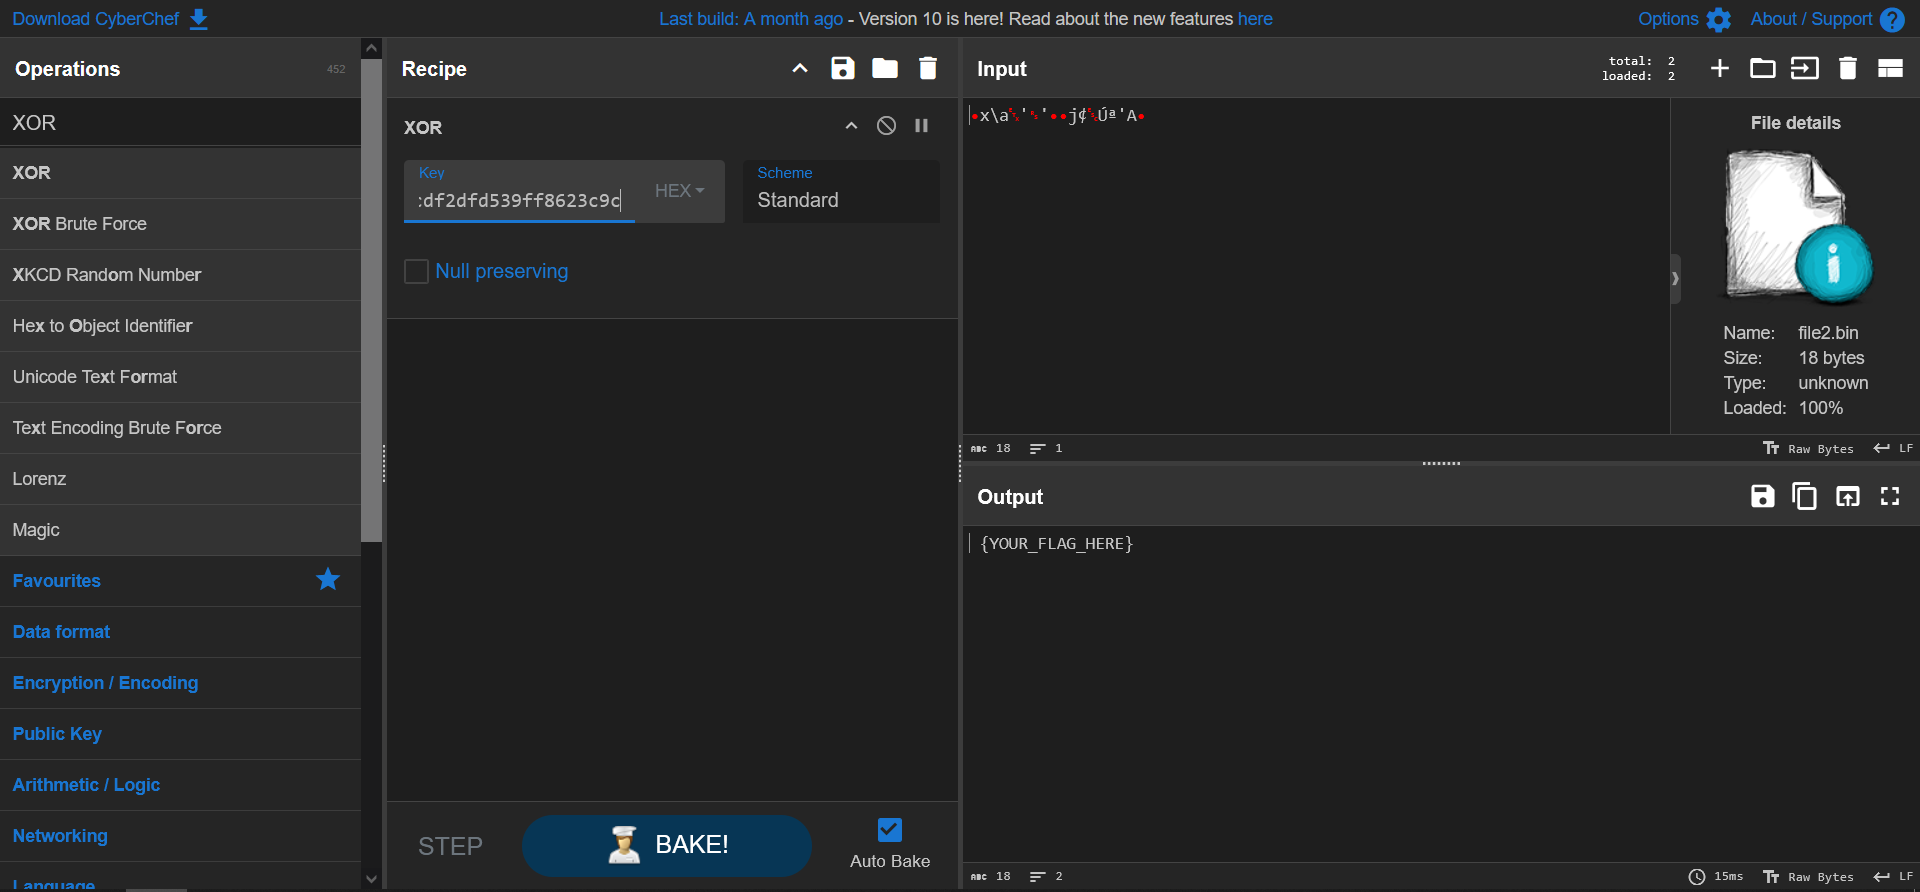 Download CyberChef
Last build: A month ago - Version 10 is here! Read about the new features here
Options
About / Support
Operations
452
XOR
XOR
XOR Brute Force
XKCD Random Number
Hex to Object Identifier
Unicode Text Format
Text Encoding Brute Force
Lorenz
Magic
Favourites
Data format
Encryption / Encoding
Public Key
Arithmetic / Logic
Networking
Language
Recipe
XOR
Key
df2dfd539ff8623c9c
HEX
Scheme
Standard
Null preserving
STEP
BAKE!
Auto Bake
Input
total: 2
loaded: 2
File details
Name: file2.bin
Size: 18 bytes
Type: unknown
Loaded: 100%
ABC 18
1
Raw Bytes
LF
Output
{YOUR_FLAG_HERE}
ABC 18
2
15ms
Raw Bytes
LF